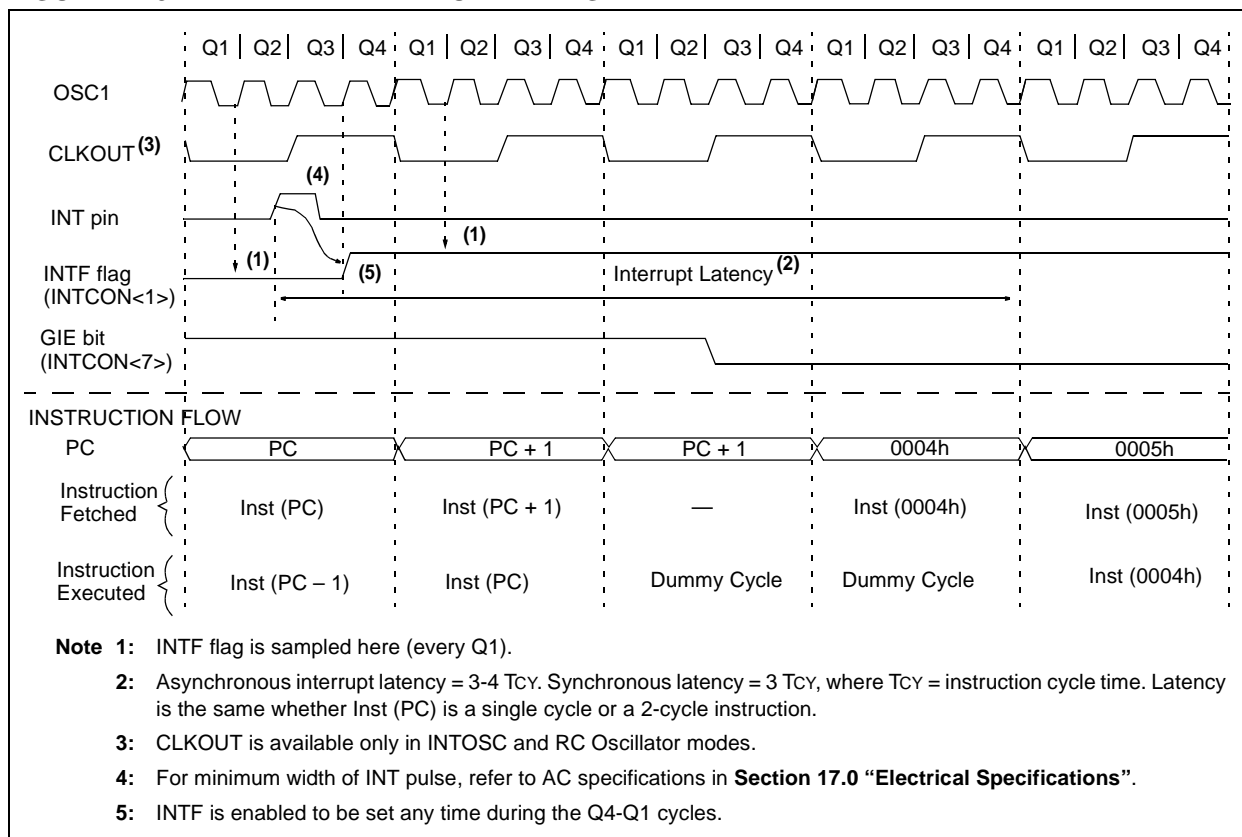 Q1 Q2 Q3 Q4 Q1 Q2 Q3 Q4 Q1 Q2 Q3 Q4 Q1 Q2 Q3 Q4 Q1 Q2 Q3 Q4
OSC1
CLKOUT (3)
(4)
INT pin
(1) (1)
INTF flag
(INTCON<1>)
(5)
Interrupt Latency (2)
GIE bit
(INTCON<7>)
INSTRUCTION FLOW
PC PC PC + 1 PC + 1 0004h 0005h
Instruction
Fetched
Inst (PC) Inst (PC + 1) — Inst (0004h) Inst (0005h)
Instruction
Executed
Inst (PC – 1) Inst (PC) Dummy Cycle Dummy Cycle Inst (0004h)
Note 1: INTF flag is sampled here (every Q1).
2: Asynchronous interrupt latency = 3-4 TCY. Synchronous latency = 3 TCY, where TCY = instruction cycle time. Latency
is the same whether Inst (PC) is a single cycle or a 2-cycle instruction.
3: CLKOUT is available only in INTOSC and RC Oscillator modes.
4: For minimum width of INT pulse, refer to AC specifications in Section 17.0 “Electrical Specifications”.
5: INTF is enabled to be set any time during the Q4-Q1 cycles.